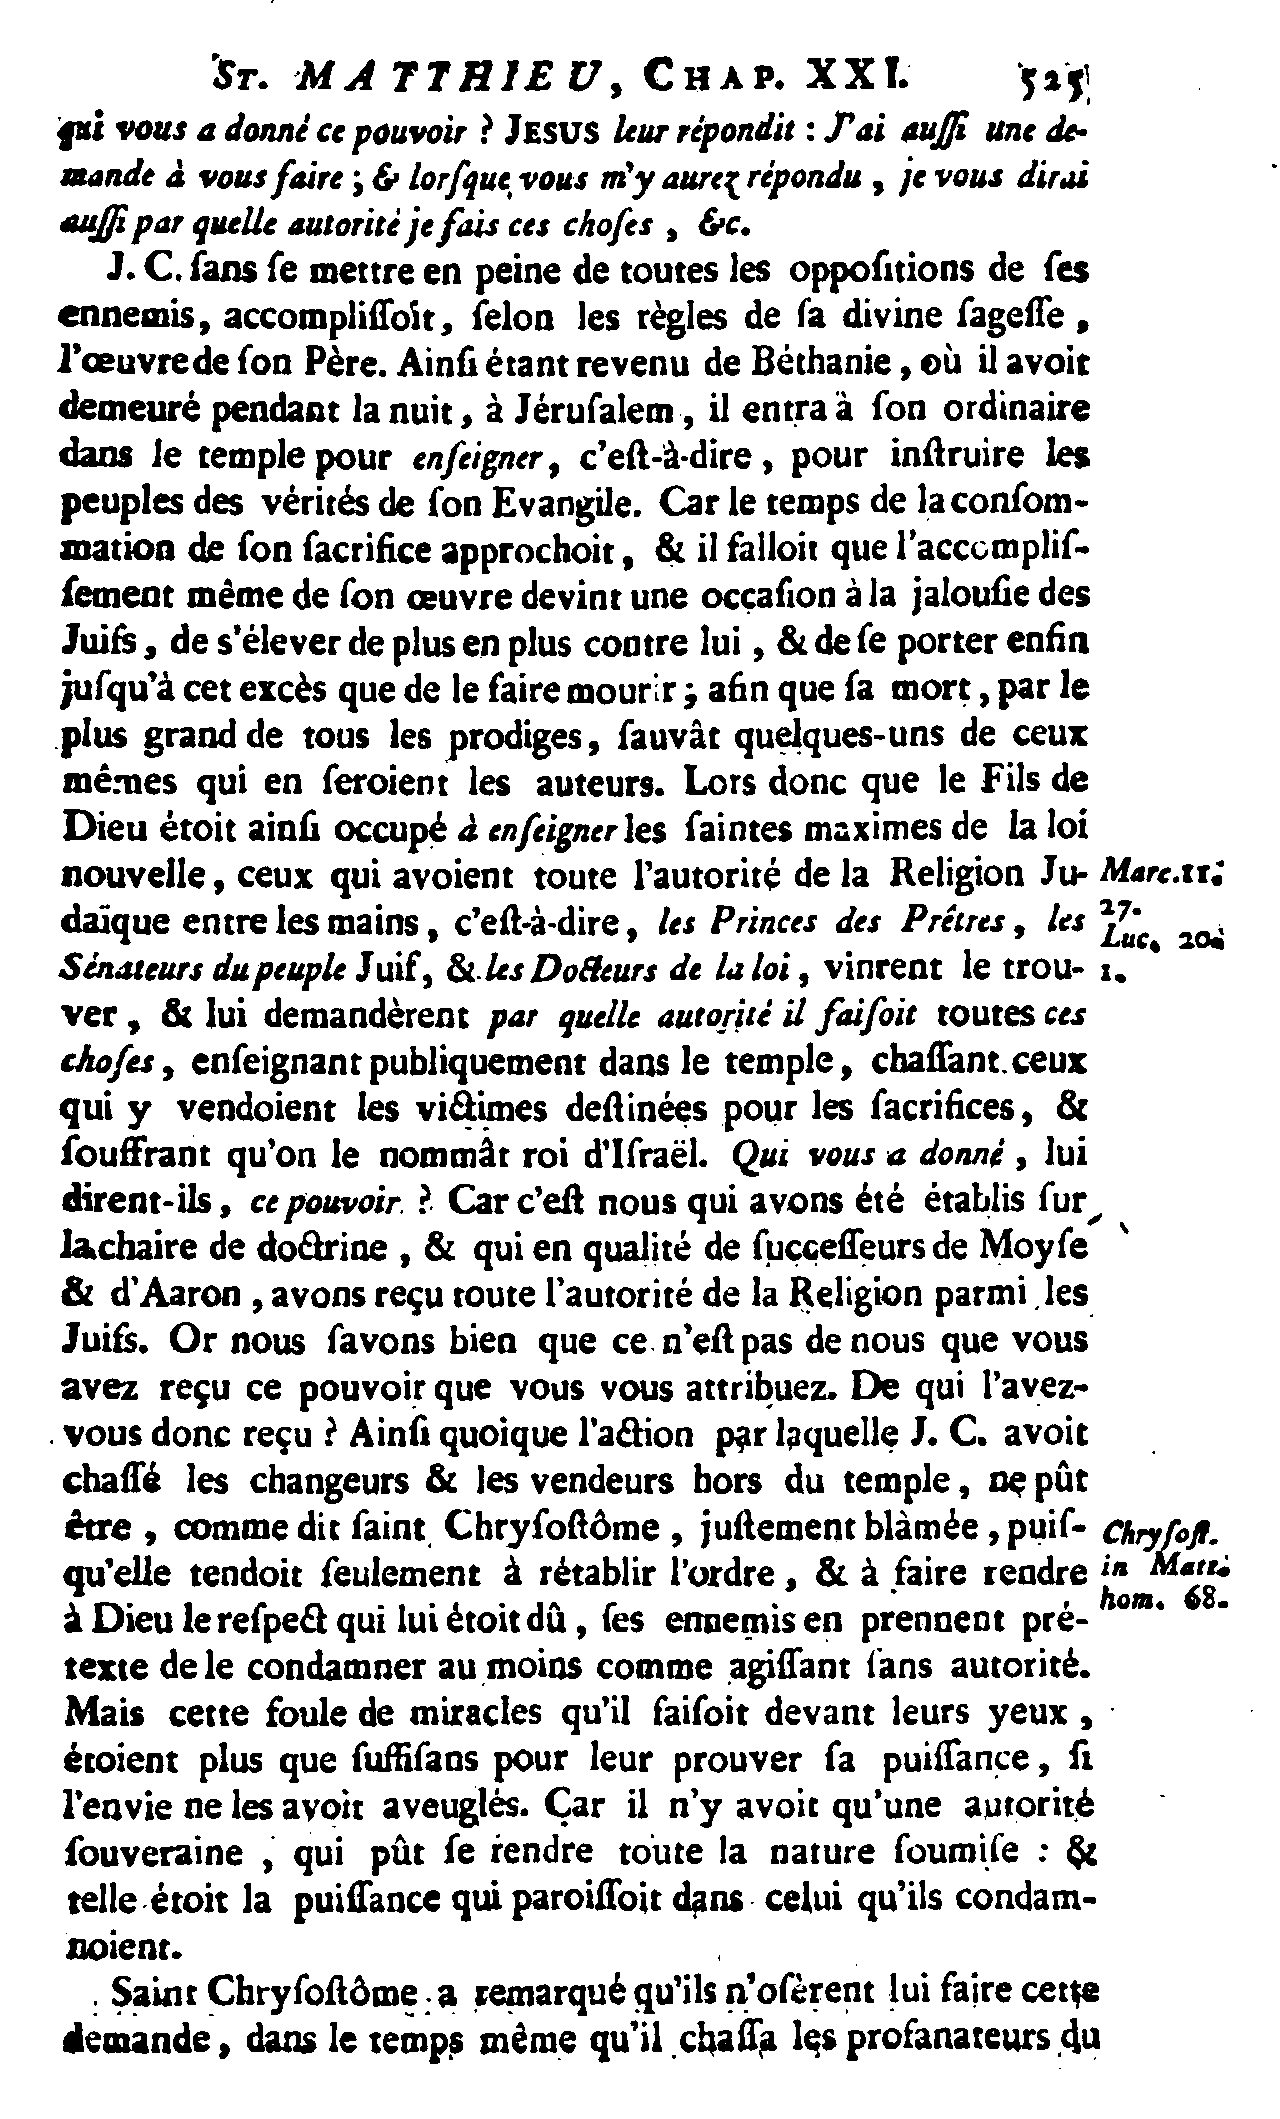 ST. MATTHIEU, CHAP. XXI. 525
qui vous a donné ce pouvoir ? JESUS leur répondit : J'ai auſſi une de-
mande à vous faire ; & lorſque vous m'y aurez répondu , je vous dirai
auſſi par quelle autorité je fais ces choſes , &c.
J. C. ſans ſe mettre en peine de toutes les oppoſitions de ſes
ennemis, accompliſſoit, ſelon les règles de ſa divine ſageſſe ,
l'œuvre de ſon Père. Ainſi étant revenu de Béthanie , où il avoit
demeuré pendant la nuit, à Jéruſalem, il entra à ſon ordinaire
dans le temple pour enſeigner, c'eſt-à-dire , pour inſtruire les
peuples des vérités de ſon Evangile. Car le temps de la conſom-
mation de ſon ſacrifice approchoit, & il falloit que l'accompliſ-
ſement même de ſon œuvre devint une occaſion à la jalouſie des
Juifs, de s'élever de plus en plus contre lui , & de ſe porter enfin
juſqu'à cet excès que de le faire mourir ; afin que ſa mort, par le
plus grand de tous les prodiges, ſauvât quelques-uns de ceux
mêmes qui en ſeroient les auteurs. Lors donc que le Fils de
Dieu étoit ainſi occupé à enſeigner les ſaintes maximes de la loi
nouvelle, ceux qui avoient toute l'autorité de la Religion Ju-
daïque entre les mains, c'eſt-à-dire, les Princes des Prêtres, les
Sénateurs du peuple Juif, & les Docteurs de la loi, vinrent le trou-
ver, & lui demandèrent par quelle autorité il faiſoit toutes ces
choſes, enſeignant publiquement dans le temple, chaſſant ceux
qui y vendoient les victimes deſtinées pour les ſacrifices, &
ſouffrant qu'on le nommât roi d'Iſraël. Qui vous a donné , lui
dirent-ils, ce pouvoir ? Car c'eſt nous qui avons été établis ſur
la chaire de doctrine , & qui en qualité de ſucceſſeurs de Moyſe
& d'Aaron , avons reçu toute l'autorité de la Religion parmi les
Juifs. Or nous ſavons bien que ce n'eſt pas de nous que vous
avez reçu ce pouvoir que vous vous attribuez. De qui l'avez-
vous donc reçu ? Ainſi quoique l'action par laquelle J. C. avoit
chaſſé les changeurs & les vendeurs hors du temple, ne pût
être , comme dit ſaint Chryſoſtôme , juſtement blâmée , puiſ-
qu'elle tendoit ſeulement à rétablir l'ordre , & à faire rendre
à Dieu le reſpect qui lui étoit dû , ſes ennemis en prennent pré-
texte de le condamner au moins comme agiſſant ſans autorité.
Mais cette foule de miracles qu'il faiſoit devant leurs yeux ,
étoient plus que ſuffiſans pour leur prouver ſa puiſſance, ſi
l'envie ne les avoit aveuglés. Car il n'y avoit qu'une autorité
ſouveraine , qui pût ſe rendre toute la nature ſoumiſe : &
telle étoit la puiſſance qui paroiſſoit dans celui qu'ils condam-
noient.
Saint Chryſoſtôme a remarqué qu'ils n'oſèrent lui faire cette
demande, dans le temps même qu'il chaſſa les profanateurs du
Marc. 11.
27.
Luc. 20.
1.
Chryſoſt.
in Matt.
hom. 68.